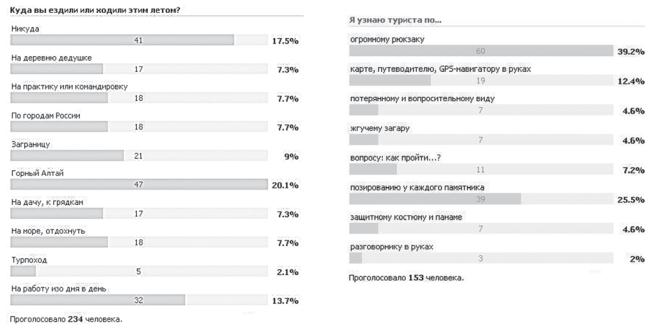 Куда вы ездили или ходили этим летом?
Никуда
41 17.5%
На деревню дедушке
17 7.3%
На практику или командировку
18 7.7%
По городам России
18 7.7%
Заграницу
21 9%
Горный Алтай
47 20.1%
На дачу, к грядкам
17 7.3%
На море, отдохнуть
18 7.7%
Турпоход
5 2.1%
На работу изо дня в день
32 13.7%
Проголосовало 234 человека.
Я узнаю туриста по...
огромному рюкзаку
60 39.2%
карте, путеводителю, GPS-навигатору в руках
19 12.4%
потерянному и вопросительному виду
7 4.6%
жгучему загару
7 4.6%
вопросу: как пройти...?
11 7.2%
позированию у каждого памятника
39 25.5%
защитному костюму и панаме
7 4.6%
разговорнику в руках
3 2%
Проголосовало 153 человека.